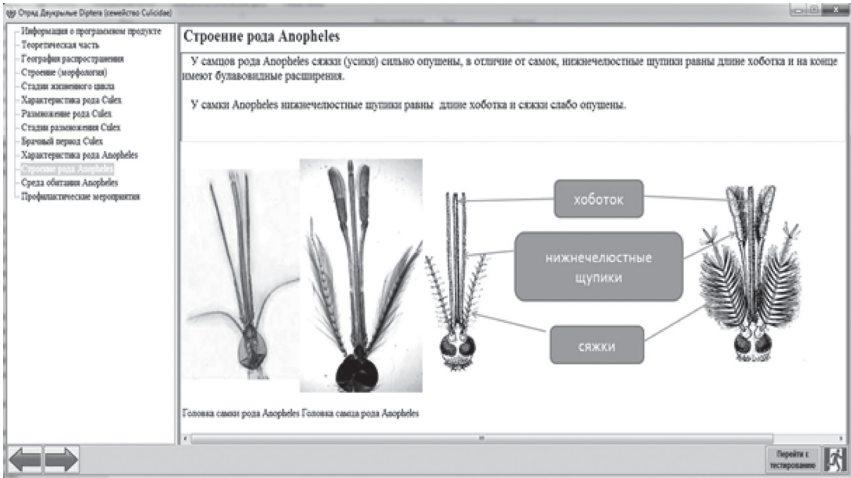 Отряд Двукрылые Diptera (семейство Culicidae)
Информация о программном продукте
Теоретическая часть
География распространения
Строение (морфология)
Стадии жизненного цикла
Характеристика рода Culex
Размножение рода Culex
Стадии размножения Culex
Брачный период Culex
Характеристика рода Anopheles
Строение рода Anopheles
Среда обитания Anopheles
Профилактические мероприятия
Строение рода Anopheles
У самцов рода Anopheles сяжки (усики) сильно опушены, в отличие от самок, нижнечелюстные щупики равны длине хоботка и на конце
имеют булавовидные расширения.
У самки Anopheles нижнечелюстные щупики равны длине хоботка и сяжки слабо опушены.
хоботок
нижнечелюстные
щупики
сяжки
Головка самки рода Anopheles Головка самца рода Anopheles
Перейти к
тестированию